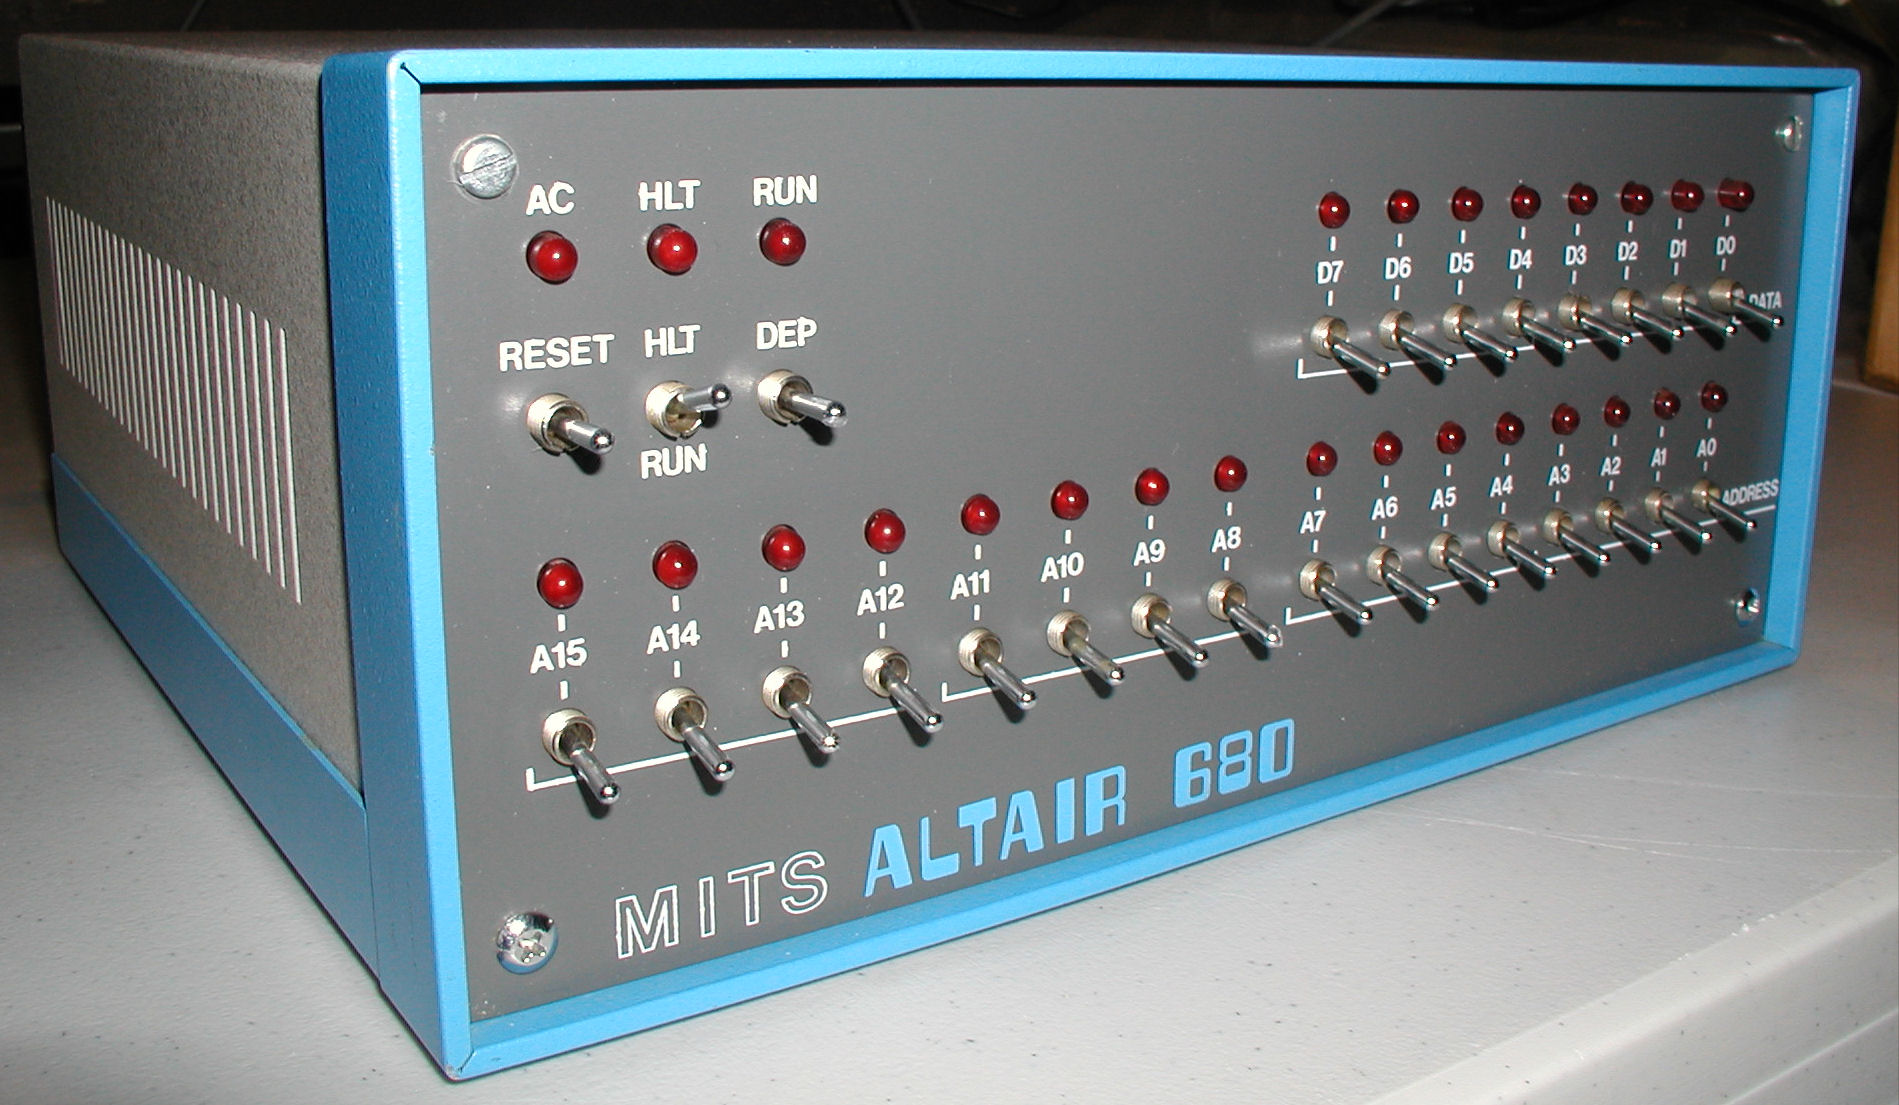 AC HLT RUN
D7 D6 D5 D4 D3 D2 D1 D0
DATA
RESET HLT DEP
RUN
A15 A14 A13 A12 A11 A10 A9 A8 A7 A6 A5 A4 A3 A2 A1 A0
ADDRESS
MITS ALTAIR 680